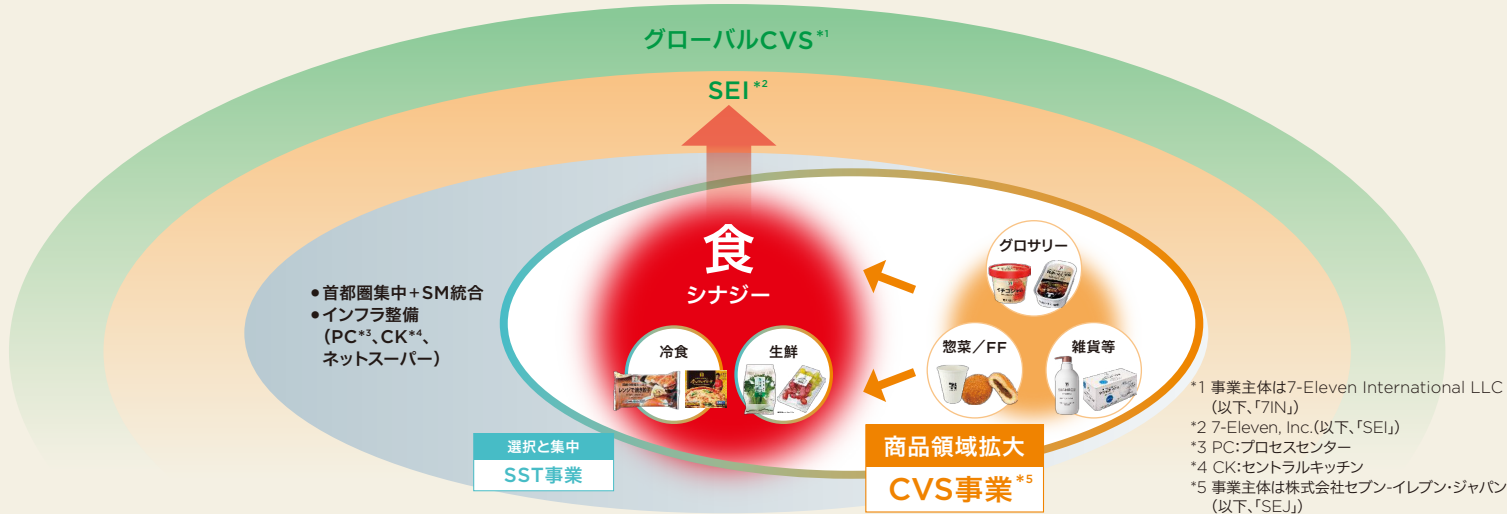 グローバルCVS*1
SEI*2
食
シナジー
●首都圏集中+SM統合
●インフラ整備
(PC*3、CK*4、
ネットスーパー)
冷食
生鮮
グロサリー
惣菜/FF
雑貨等
選択と集中
SST事業
商品領域拡大
CVS事業*5
*1 事業主体は7-Eleven International LLC
(以下、「7IN」)
*2 7-Eleven, Inc.(以下、「SEI」)
*3 PC:プロセスセンター
*4 CK:セントラルキッチン
*5 事業主体は株式会社セブン-イレブン・ジャパン
(以下、「SEJ」)